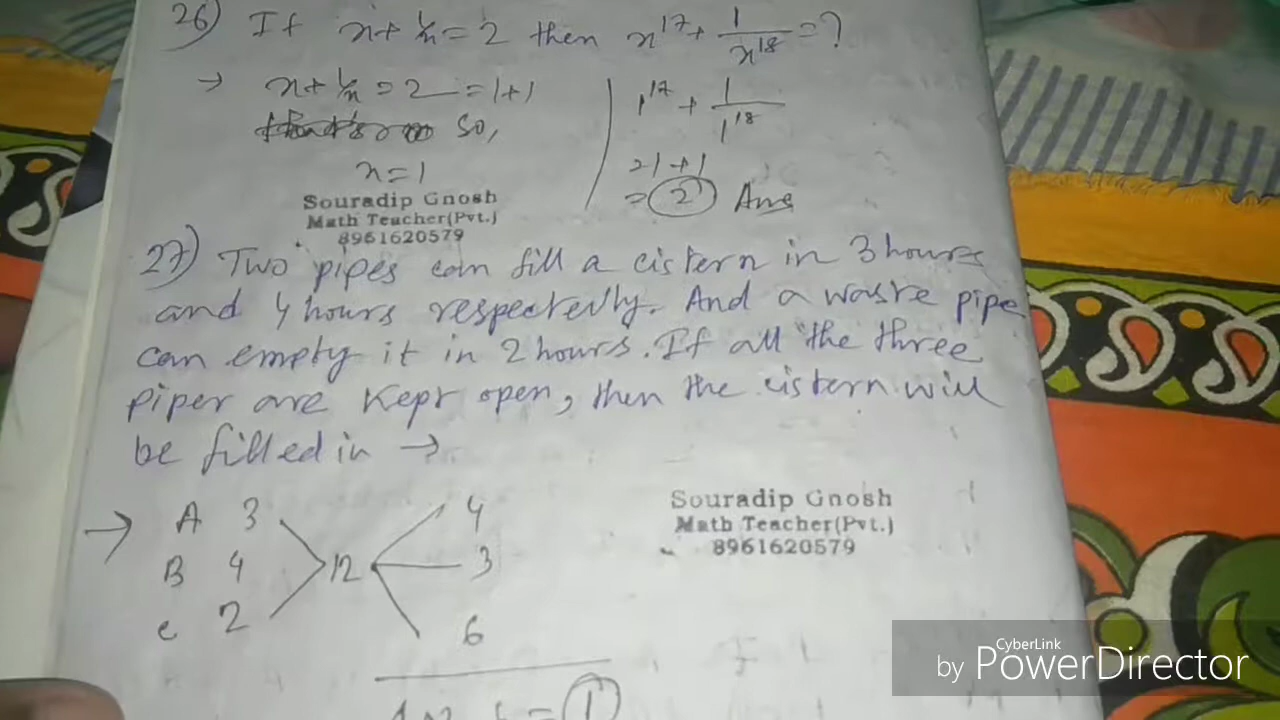 26) If x + 1/x = 2 then x^17 + 1/x^18 = ?
→ x + 1/x = 2 = 1+1
So,
x = 1
1^17 + 1/1^18
= 1+1
= 2 Ans
Souradip Gnosh
Math Teacher(Pvt.)
8961620579
27) Two pipes can fill a cistern in 3 hours
and 4 hours respectevly. And a waste pipe
can empty it in 2 hours. If all the three
piper are kept open, then the cistern will
be filled in →
→ A 3
B 4
C 2
12
4
3
6
Souradip Gnosh
Math Teacher(Pvt.)
8961620579
= 1
CyberLink
by PowerDirector